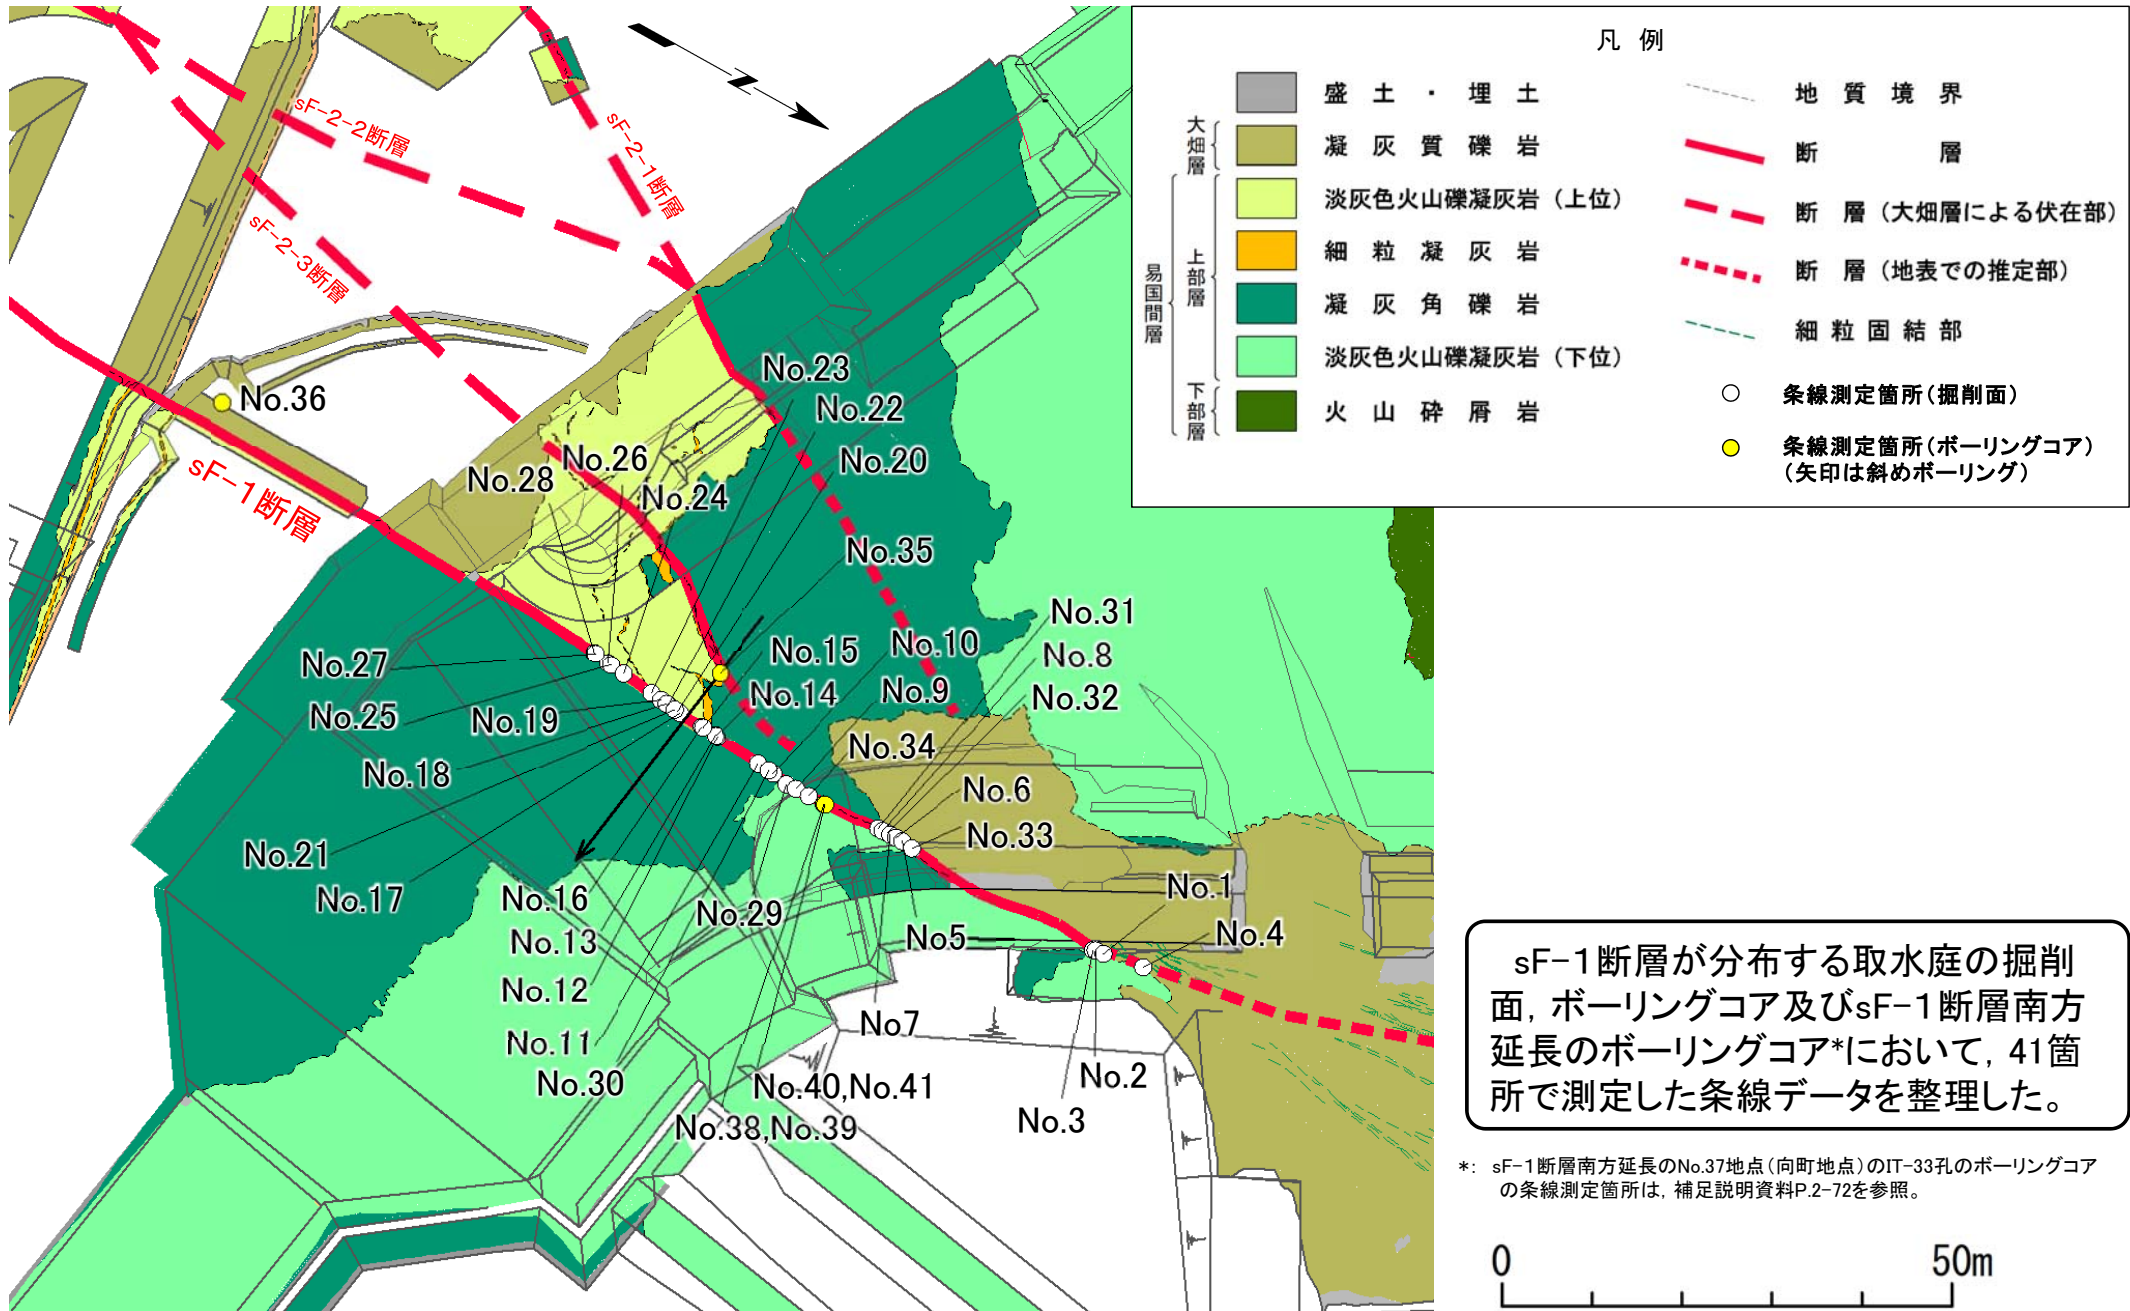 凡例
盛土・埋土
大畑層
凝灰質礫岩
易国間層
上部層
淡灰色火山礫凝灰岩（上位）
細粒凝灰岩
凝灰角礫岩
淡灰色火山礫凝灰岩（下位）
下部層
火山砕屑岩
地質境界
断層
断層（大畑層による伏在部）
断層（地表での推定部）
細粒固結部
条線測定箇所（掘削面）
条線測定箇所（ボーリングコア）
（矢印は斜めボーリング）
N
sF-2-2断層
sF-2-1断層
sF-2-3断層
sF-1断層
No.36
No.23
No.22
No.20
No.26
No.28
No.24
No.35
No.31
No.8
No.32
No.10
No.15
No.9
No.14
No.27
No.25
No.19
No.18
No.34
No.6
No.33
No.21
No.17
No.16
No.29
No.13
No.12
No.11
No.30
No5
No7
No.1
No.4
No.40,No.41
No.38,No.39
No.2
No.3
sF-1断層が分布する取水庭の掘削
面，ボーリングコア及びsF-1断層南方
延長のボーリングコア*において，41箇
所で測定した条線データを整理した。
*： sF-1断層南方延長のNo.37地点（向町地点）のIT-33孔のボーリングコア
の条線測定箇所は，補足説明資料P.2-72を参照。
0 50m